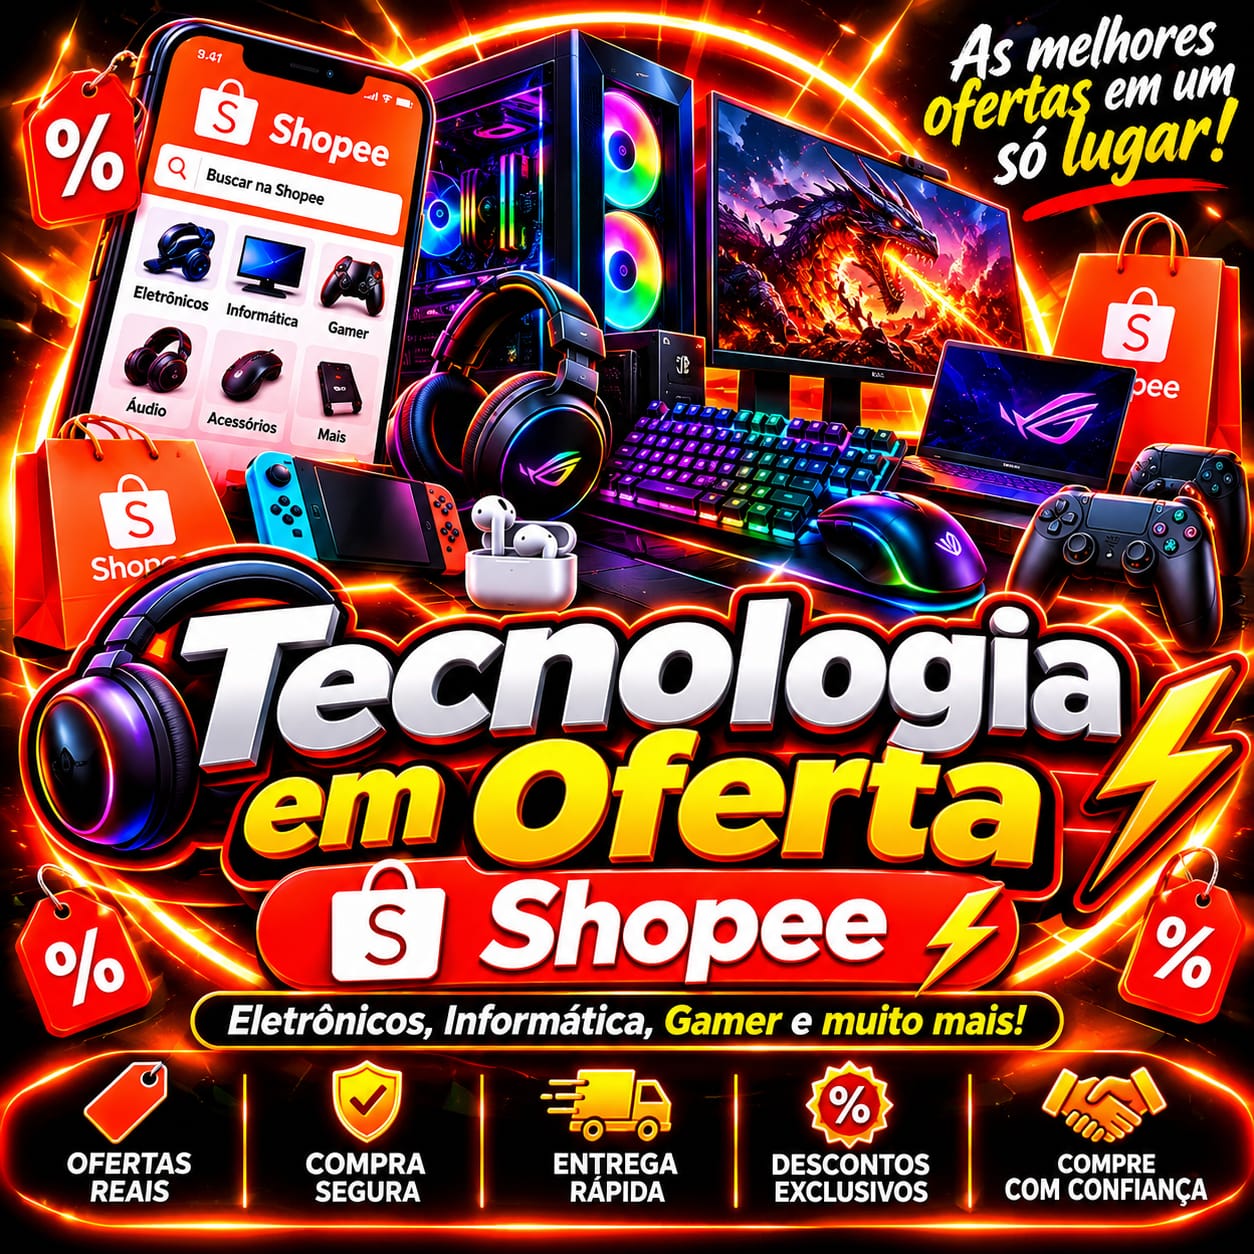 As melhores
ofertas em um
só lugar!
%
9.41
S
Shopee
Buscar na Shopee
Eletrônicos
Informática
Gamer
Áudio
Acessórios
Mais
S
pee
S
Shop
Tecnologia
em Oferta
S Shopee
%
%
Eletrônicos, Informática, Gamer e muito mais!
%
OFERTAS
REAIS
COMPRA
SEGURA
ENTREGA
RÁPIDA
DESCONTOS
EXCLUSIVOS
COMPRE
COM CONFIANÇA